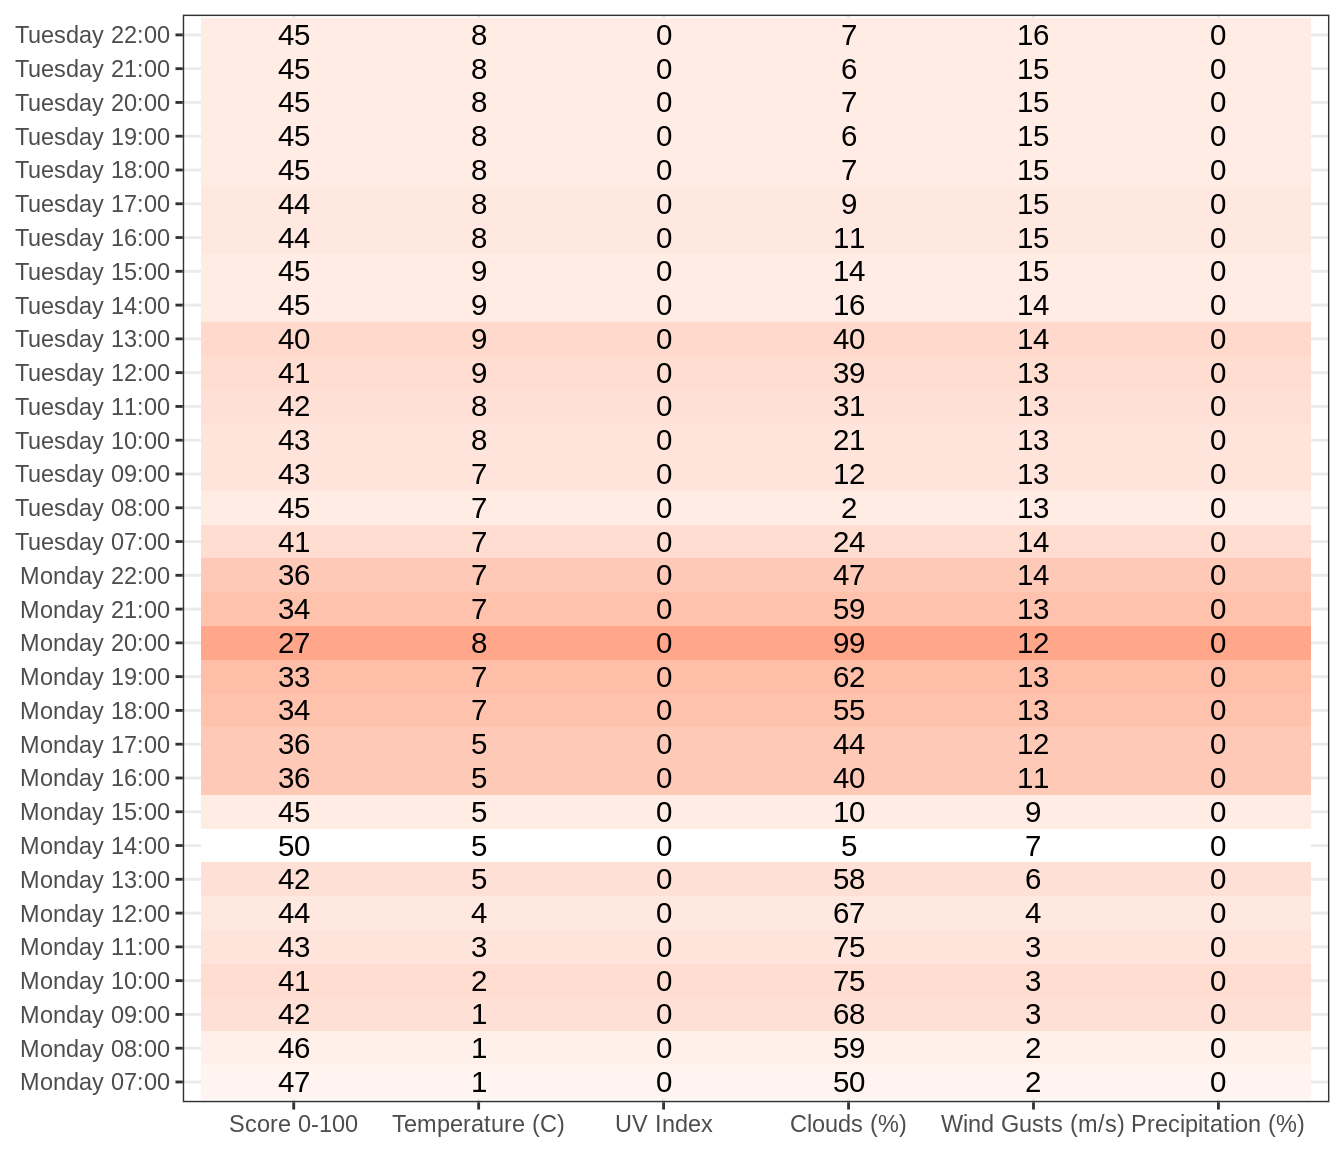 Tuesday 22:00 45 8 0 7 16 0
Tuesday 21:00 45 8 0 6 15 0
Tuesday 20:00 45 8 0 7 15 0
Tuesday 19:00 45 8 0 6 15 0
Tuesday 18:00 45 8 0 7 15 0
Tuesday 17:00 44 8 0 9 15 0
Tuesday 16:00 44 8 0 11 15 0
Tuesday 15:00 45 9 0 14 15 0
Tuesday 14:00 45 9 0 16 14 0
Tuesday 13:00 40 9 0 40 14 0
Tuesday 12:00 41 9 0 39 13 0
Tuesday 11:00 42 8 0 31 13 0
Tuesday 10:00 43 8 0 21 13 0
Tuesday 09:00 43 7 0 12 13 0
Tuesday 08:00 45 7 0 2 13 0
Tuesday 07:00 41 7 0 24 14 0
Monday 22:00 36 7 0 47 14 0
Monday 21:00 34 7 0 59 13 0
Monday 20:00 27 8 0 99 12 0
Monday 19:00 33 7 0 62 13 0
Monday 18:00 34 7 0 55 13 0
Monday 17:00 36 5 0 44 12 0
Monday 16:00 36 5 0 40 11 0
Monday 15:00 45 5 0 10 9 0
Monday 14:00 50 5 0 5 7 0
Monday 13:00 42 5 0 58 6 0
Monday 12:00 44 4 0 67 4 0
Monday 11:00 43 3 0 75 3 0
Monday 10:00 41 2 0 75 3 0
Monday 09:00 42 1 0 68 3 0
Monday 08:00 46 1 0 59 2 0
Monday 07:00 47 1 0 50 2 0
Score 0-100 Temperature (C) UV Index Clouds (%) Wind Gusts (m/s) Precipitation (%)